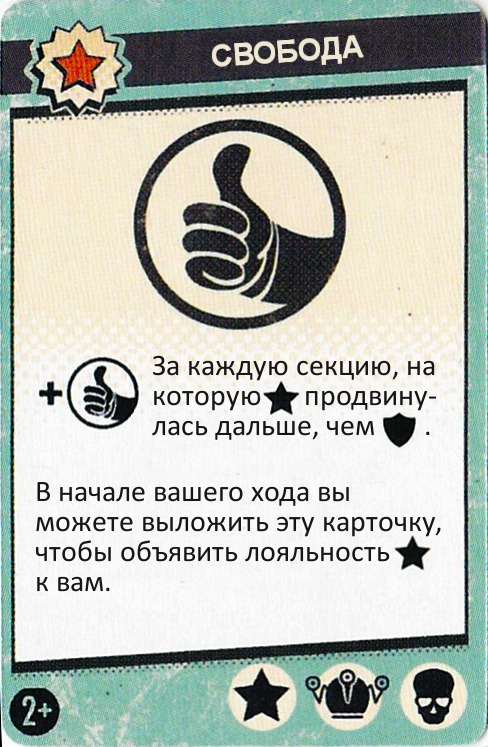 СВОБОДА
+
За каждую секцию, на
которую ★ продвину-
лась дальше, чем .
В начале вашего хода вы
можете выложить эту карточку,
чтобы объявить лояльность ★
к вам.
2+